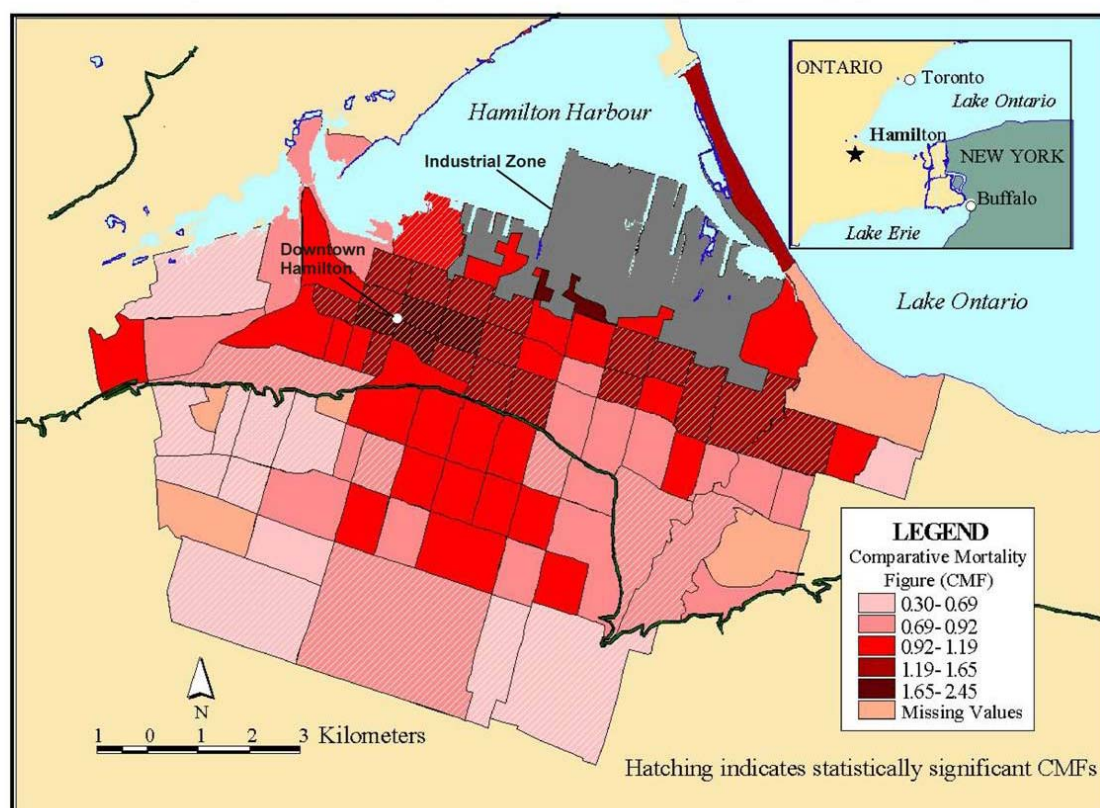 Hamilton Harbour
Industrial Zone
Downtown
Hamilton
ONTARIO
Toronto
Lake Ontario
Hamilton
NEW YORK
Buffalo
Lake Erie
Lake Ontario
LEGEND
Comparative Mortality
Figure (CMF)
0.30- 0.69
0.69- 0.92
0.92- 1.19
1.19- 1.65
1.65- 2.45
Missing Values
N
1 0 1 2 3 Kilometers
Hatching indicates statistically significant CMFs